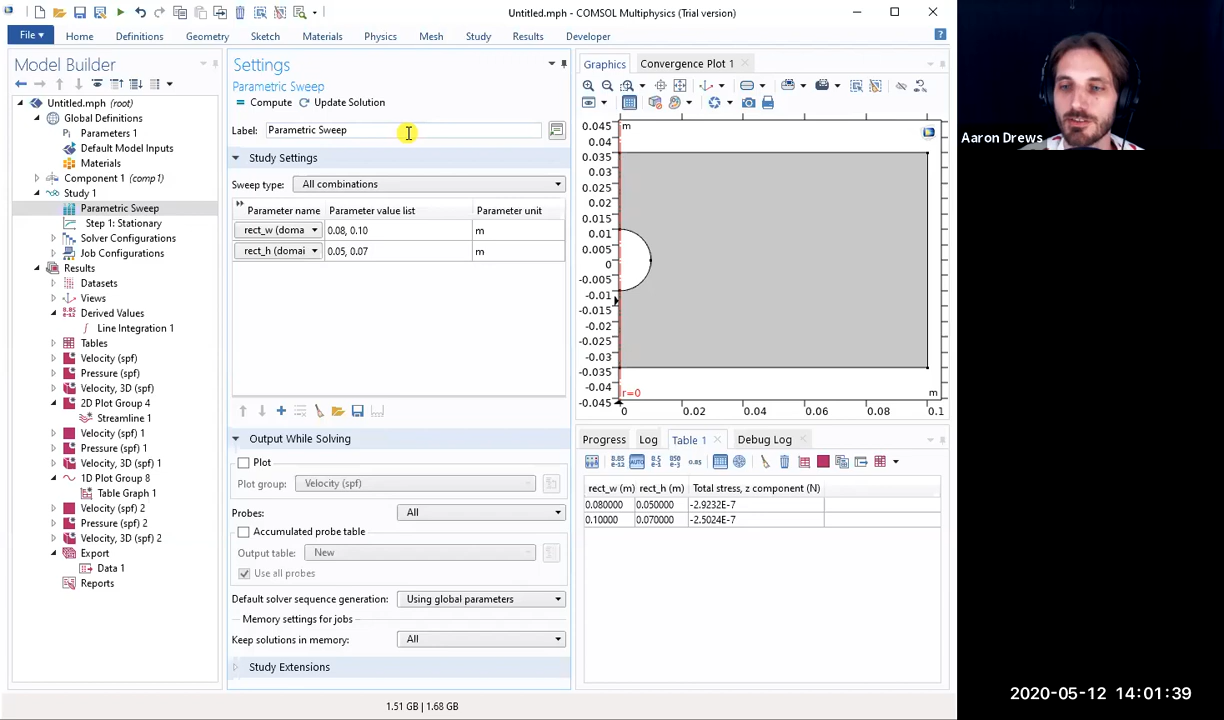 Untitled.mph - COMSOL Multiphysics (Trial version)
File
Home
Definitions
Geometry
Sketch
Materials
Physics
Mesh
Study
Results
Developer
Model Builder
Untitled.mph (root)
Global Definitions
Parameters 1
Default Model Inputs
Materials
Component 1 (comp1)
Study 1
Parametric Sweep
Step 1: Stationary
Solver Configurations
Job Configurations
Results
Datasets
Views
Derived Values
Line Integration 1
Tables
Velocity (spf)
Pressure (spf)
Velocity, 3D (spf)
2D Plot Group 4
Streamline 1
Velocity (spf) 1
Pressure (spf) 1
Velocity, 3D (spf) 1
1D Plot Group 8
Table Graph 1
Velocity (spf) 2
Pressure (spf) 2
Velocity, 3D (spf) 2
Export
Data 1
Reports
Settings
Parametric Sweep
= Compute
Update Solution
Label: Parametric Sweep
Study Settings
Sweep type: All combinations
Parameter name Parameter value list Parameter unit
rect_w (doma 0.08, 0.10 m
rect_h (domai 0.05, 0.07 m
Output While Solving
Plot
Plot group: Velocity (spf)
Probes: All
Accumulated probe table
Output table: New
Use all probes
Default solver sequence generation: Using global parameters
Memory settings for jobs
Keep solutions in memory: All
Study Extensions
Graphics
Convergence Plot 1
0.045
0.04
0.035
0.03
0.025
0.02
0.015
0.01
0.005
0
-0.005
-0.01
-0.015
-0.02
-0.025
-0.03
-0.035
-0.04
-0.045
m
r=0
m
0 0.02 0.04 0.06 0.08 0.1
Progress
Log
Table 1
Debug Log
8.85
e-12
AUTO
8.5
e-1
850
e-3
0.85
rect_w (m) rect_h (m) Total stress, z component (N)
0.080000 0.050000 -2.9232E-7
0.10000 0.070000 -2.5024E-7
1.51 GB | 1.68 GB
Aaron Drews
2020-05-12 14:01:39